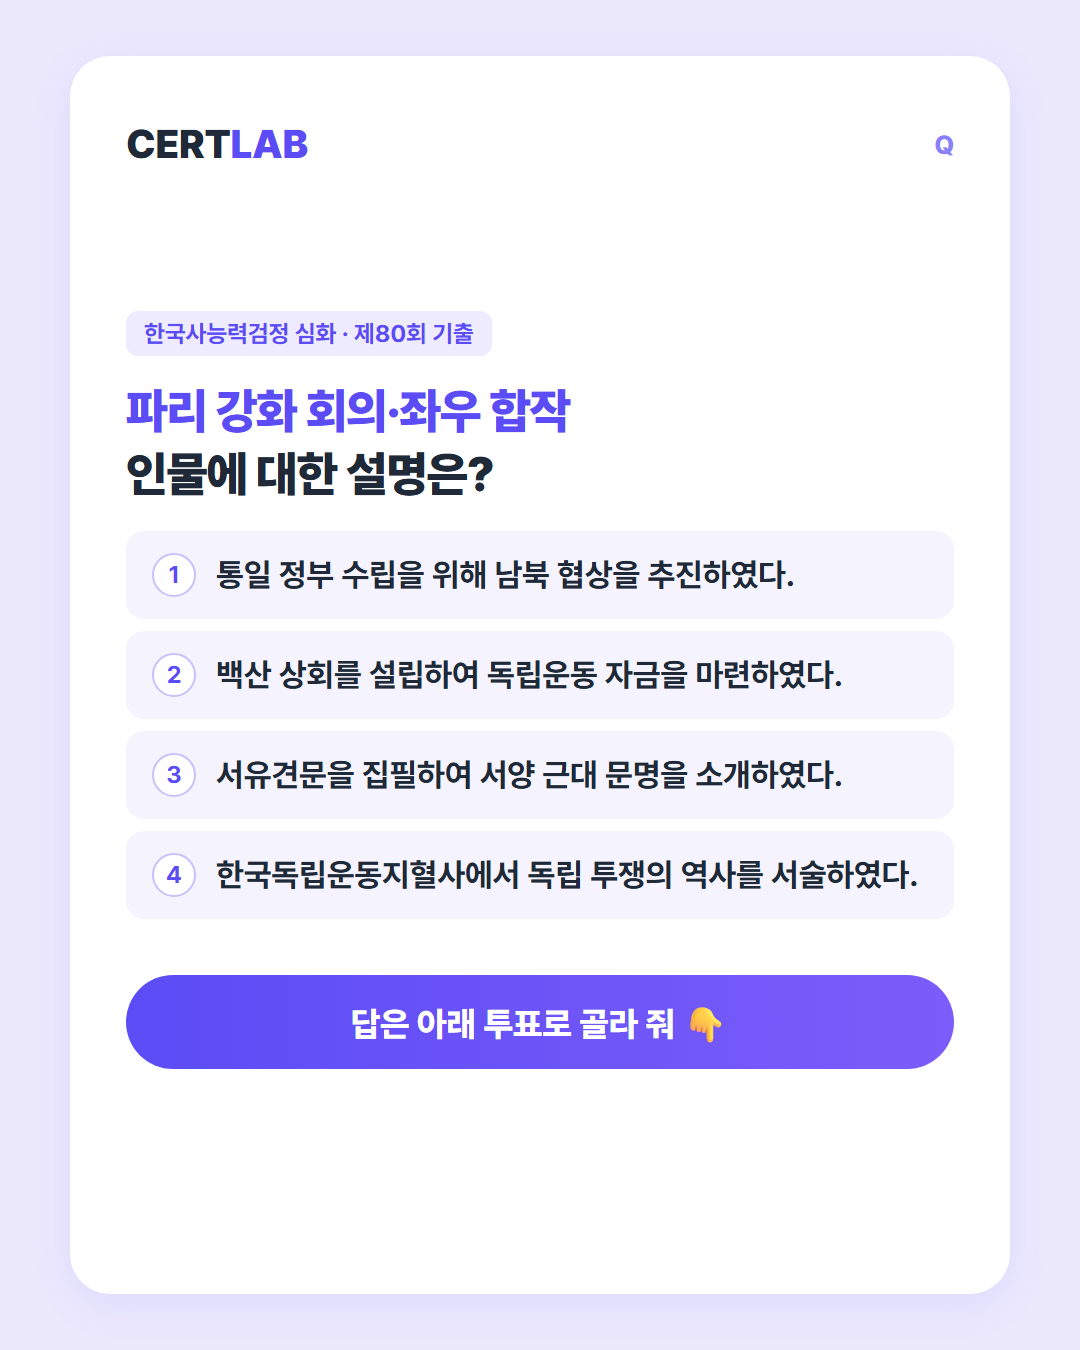 CERTLAB
Q
한국사능력검정 심화 · 제80회 기출
파리 강화 회의·좌우 합작
인물에 대한 설명은?
1 통일 정부 수립을 위해 남북 협상을 추진하였다.
2 백산 상회를 설립하여 독립운동 자금을 마련하였다.
3 서유견문을 집필하여 서양 근대 문명을 소개하였다.
4 한국독립운동지혈사에서 독립 투쟁의 역사를 서술하였다.
답은 아래 투표로 골라 줘 👇